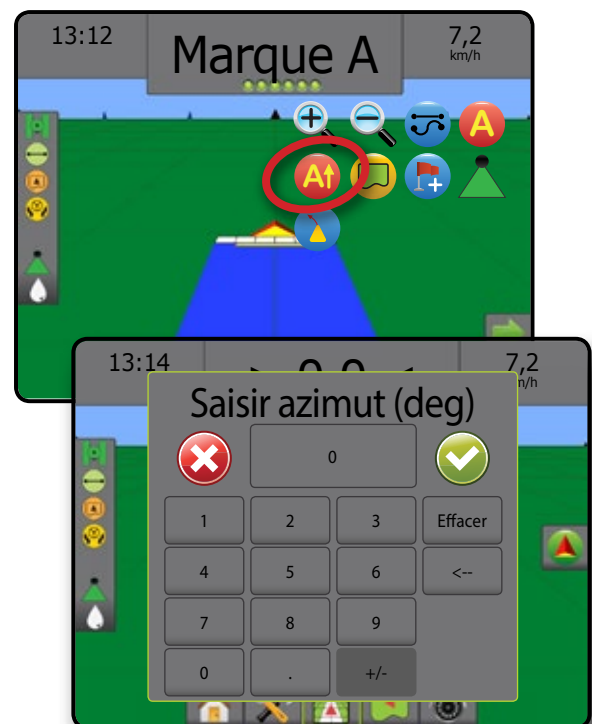 13:12
Marque A
7,2
km/h
A
A
13:14
7,2
Saisir azimut (deg)
0
1 2 3 Effacer
4 5 6 <--
7 8 9
0 . +/-